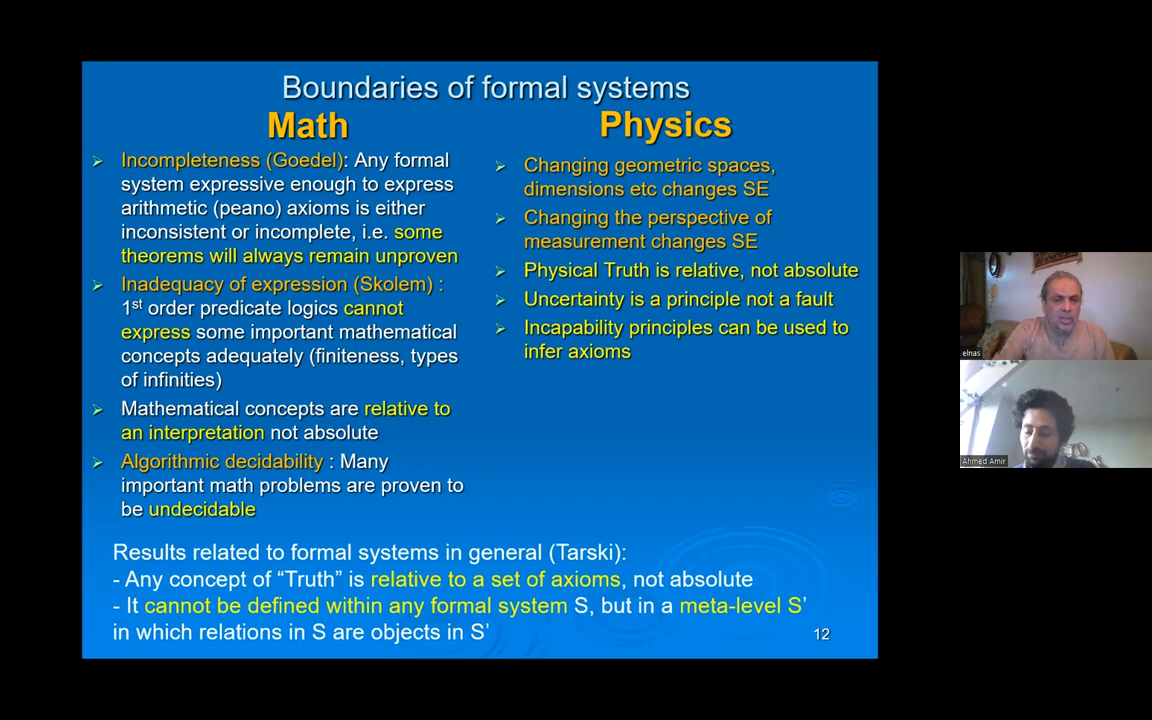 Boundaries of formal systems
Math
Incompleteness (Goedel): Any formal
system expressive enough to express
arithmetic (peano) axioms is either
inconsistent or incomplete, i.e. some
theorems will always remain unproven
Inadequacy of expression (Skolem) :
1st order predicate logics cannot
express some important mathematical
concepts adequately (finiteness, types
of infinities)
Mathematical concepts are relative to
an interpretation not absolute
Algorithmic decidability : Many
important math problems are proven to
be undecidable
Physics
Changing geometric spaces,
dimensions etc changes SE
Changing the perspective of
measurement changes SE
Physical Truth is relative, not absolute
Uncertainty is a principle not a fault
Incapability principles can be used to
infer axioms
Results related to formal systems in general (Tarski):
- Any concept of “Truth” is relative to a set of axioms, not absolute
- It cannot be defined within any formal system S, but in a meta-level S’
in which relations in S are objects in S’
12
elnas
Ahmed Amir